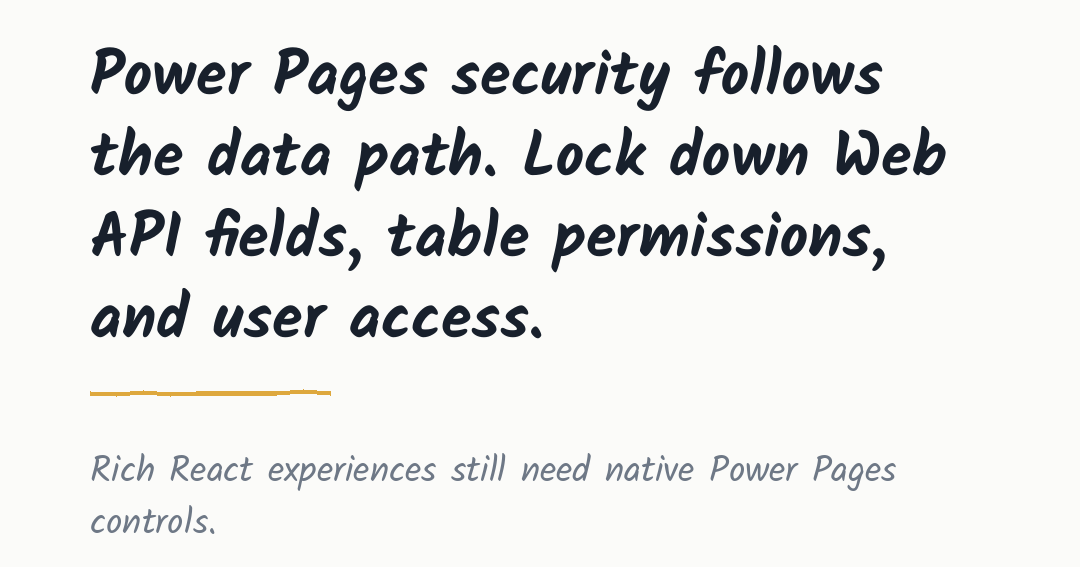 Power Pages security follows
the data path. Lock down Web
API fields, table permissions,
and user access.
Rich React experiences still need native Power Pages
controls.